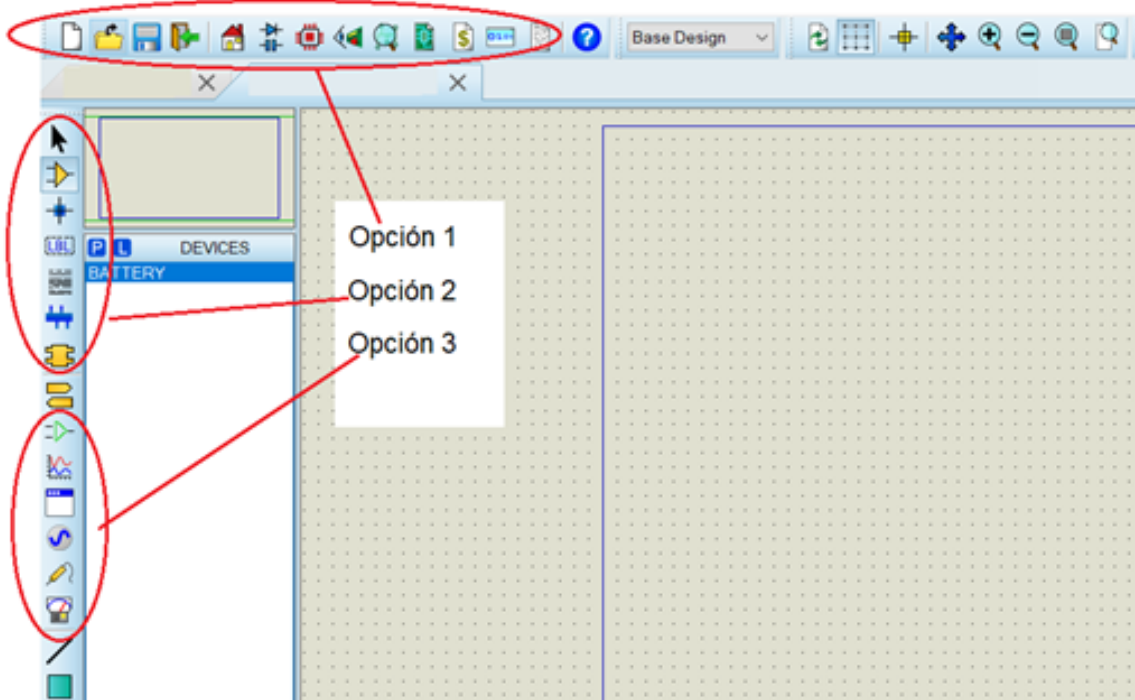 Base Design
LBL
P L DEVICES
BATTERY
Opción 1
Opción 2
Opción 3